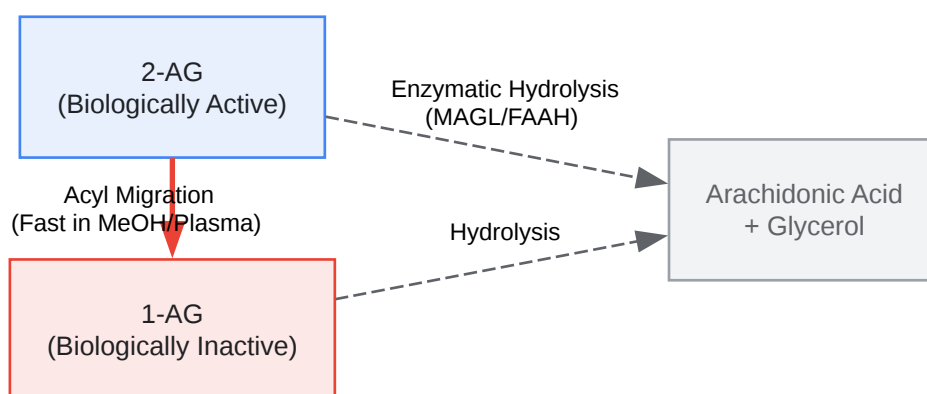 2-AG
(Biologically Active)
Enzymatic Hydrolysis
(MAGL/FAAH)
Acyl Migration
(Fast in MeOH/Plasma)
Arachidonic Acid
+ Glycerol
Hydrolysis
1-AG
(Biologically Inactive)